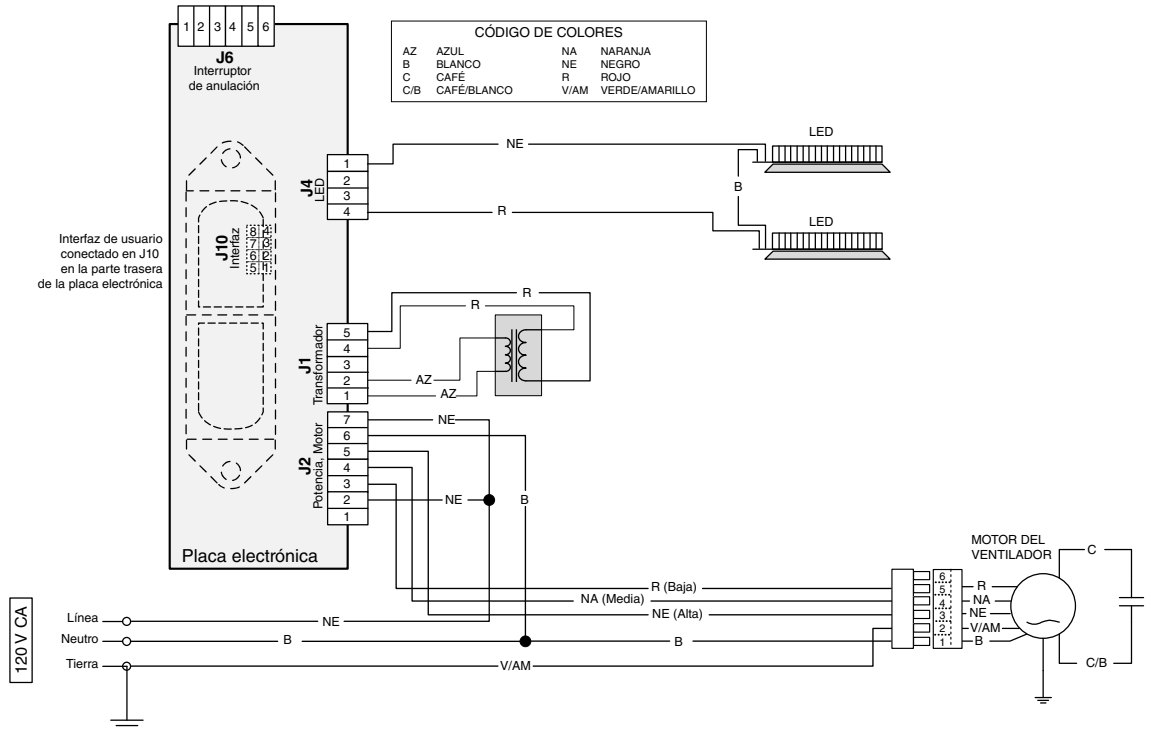 1 2 3 4 5 6
J6
Interruptor
de anulación
CÓDIGO DE COLORES
AZ AZUL NA NARANJA
B BLANCO NE NEGRO
C CAFÉ R ROJO
C/B CAFÉ/BLANCO V/AM VERDE/AMARILLO
J4
LED
1
2
3
4
NE
R
B
LED
LED
Interfaz de usuario
conectado en J10
en la parte trasera
de la placa electrónica
J10
Interfaz
8 4
7 3
6 2
5 1
J1
Transformador
5
4
3
2
1
R
R
AZ
AZ
J2
Potencia, Motor
7
6
5
4
3
2
1
NE
NE
B
Placa electrónica
120 V CA
Línea
Neutro
Tierra
NE
B
V/AM
R (Baja)
NA (Media)
NE (Alta)
B
MOTOR DEL
VENTILADOR
6
5
4
3
2
1
R
NA
NE
V/AM
B
C
C/B